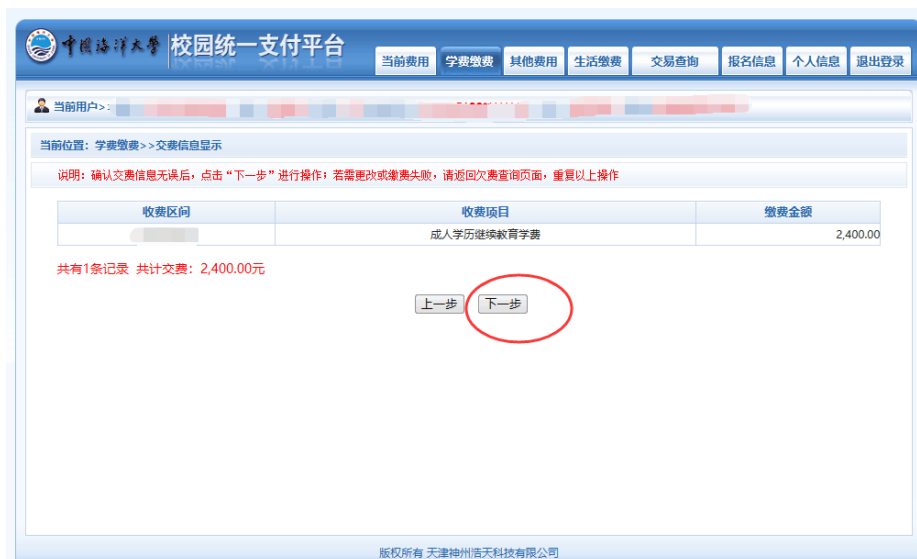 中国海洋大学 校园统一支付平台
当前费用 学费缴费 其他费用 生活缴费 交易查询 报名信息 个人信息 退出登录
当前用户>:
当前位置：学费缴费>>交费信息显示
说明：确认交费信息无误后，点击“下一步”进行操作；若需更改或缴费失败，请返回欠费查询页面，重复以上操作
收费区间 收费项目 缴费金额
成人学历继续教育学费 2,400.00
共有1条记录 共计交费：2,400.00元
上一步 下一步
版权所有 天津神州浩天科技有限公司